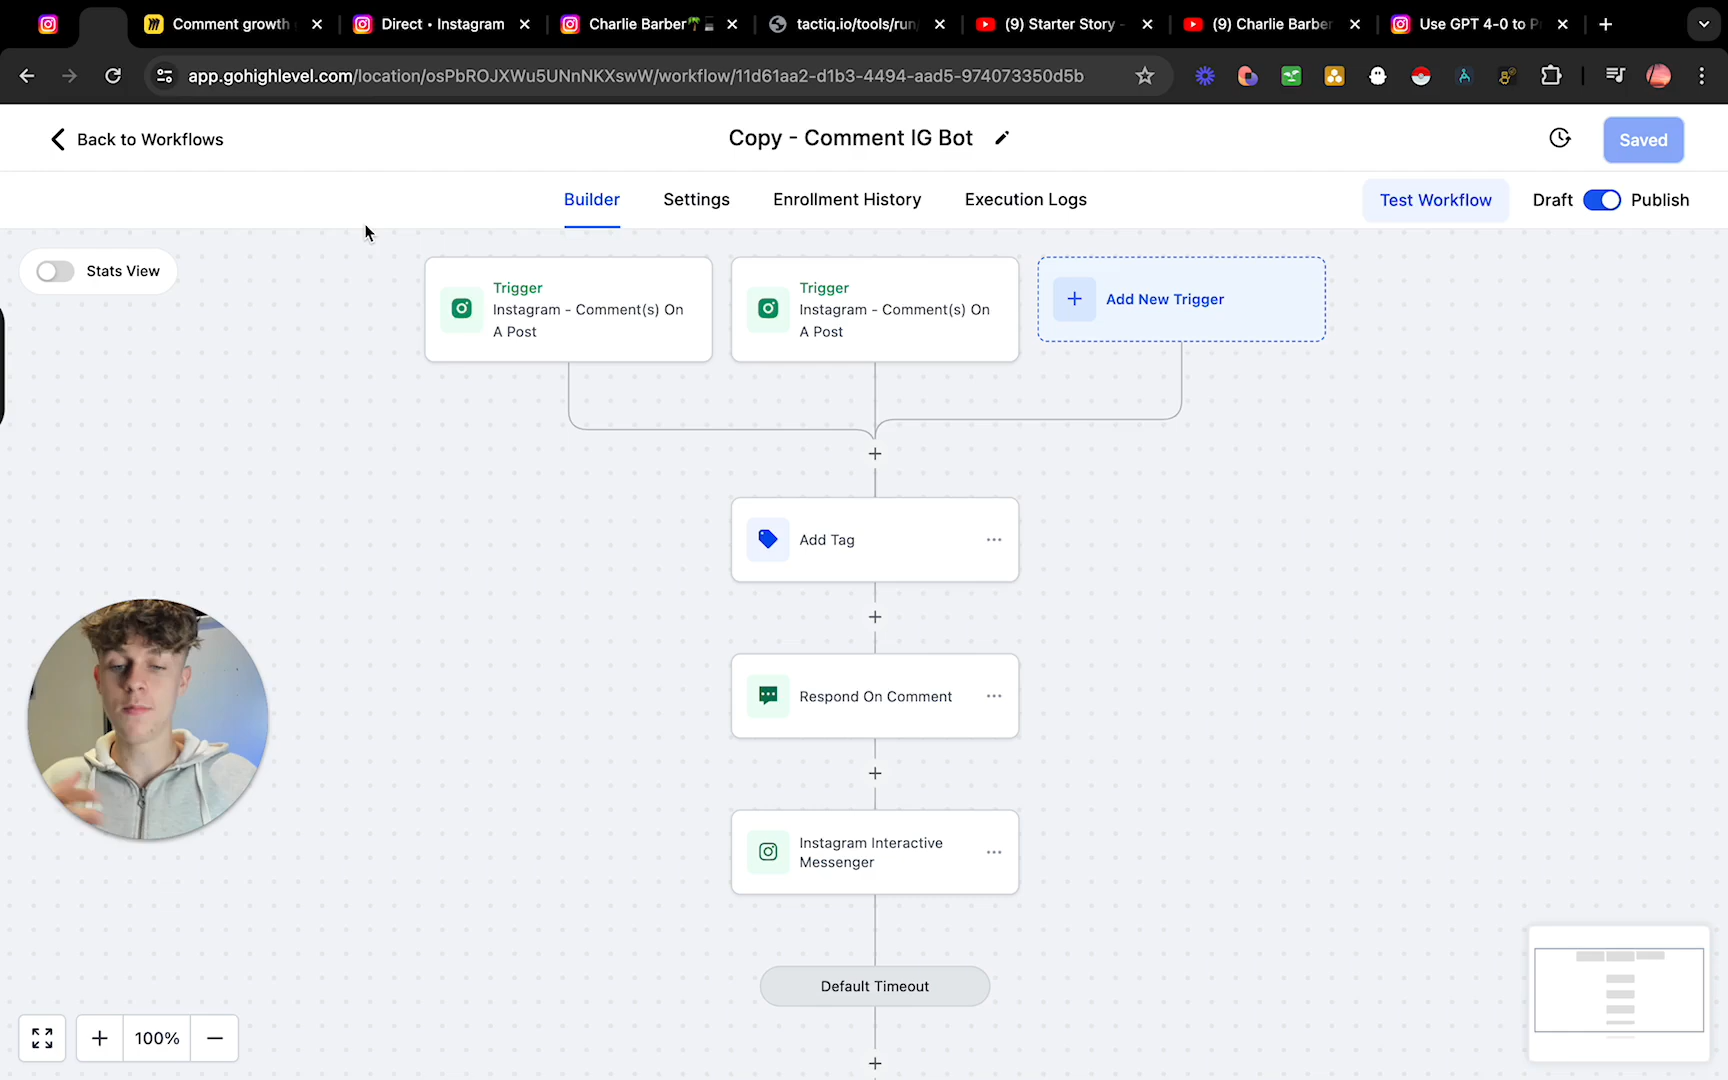 Comment growth
Direct • Instagram
Charlie Barber
tactiq.io/tools/run
(9) Starter Story -
(9) Charlie Barber
Use GPT 4-0 to P
app.gohighlevel.com/location/osPbROJXWu5UNnNKXswW/workflow/11d61aa2-d1b3-4494-aad5-974073350d5b
Back to Workflows
Copy - Comment IG Bot
Saved
Builder
Settings
Enrollment History
Execution Logs
Test Workflow
Draft
Publish
Stats View
Trigger
Instagram - Comment(s) On
A Post
Trigger
Instagram - Comment(s) On
A Post
Add New Trigger
Add Tag
Respond On Comment
Instagram Interactive
Messenger
Default Timeout
100%